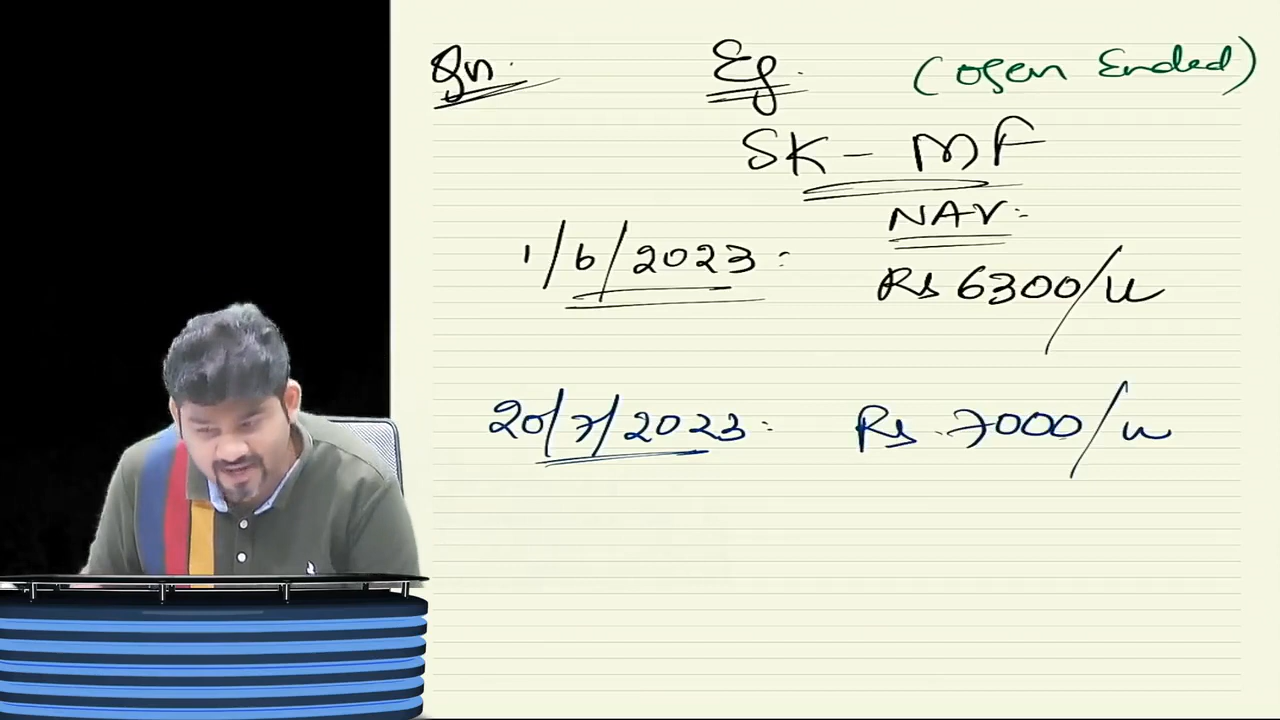 Qn. Eg. (Open Ended)
SK - MF
NAV:
1/6/2023: Rs 6300/u
20/7/2023: Rs 7000/u